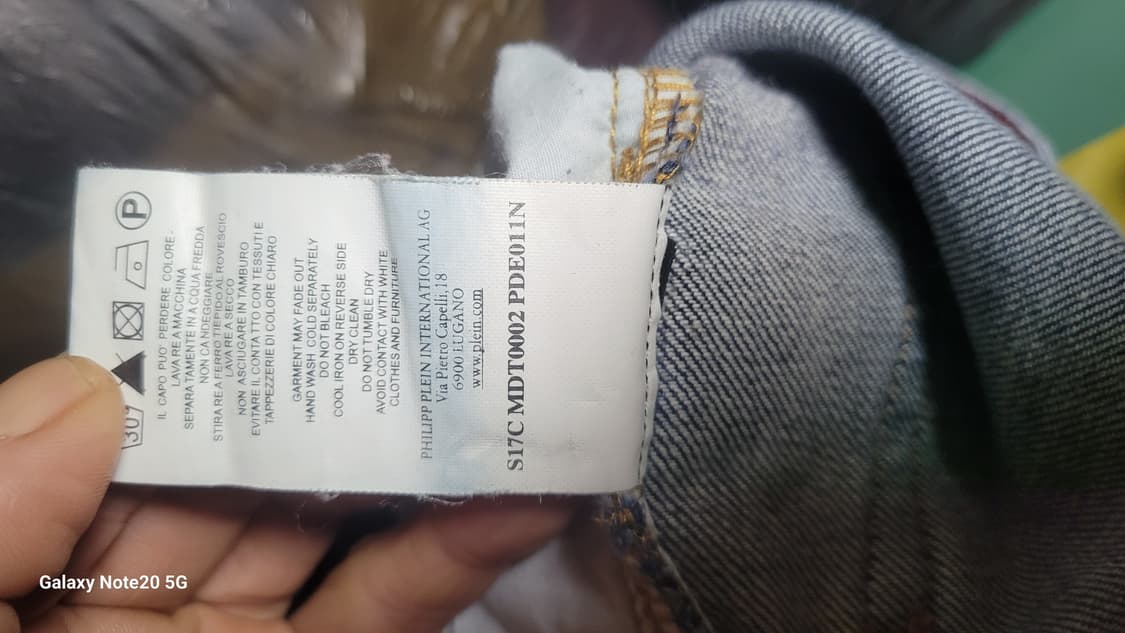 30°
P
IL CAPO PUO' PERDERE COLORE-
LAVARE A MACCHINA
SEPARATAMENTE IN ACQUA FREDDA
NON CANDEGGIARE
STIRARE A FERRO TIEPIDO AL ROVESCIO
LAVARE A SECCO
NON ASCIUGARE IN TAMBURO
EVITARE IL CONTATTO CON TESSUTI E
TAPPEZZERIE DI COLORE CHIARO
GARMENT MAY FADE OUT
HAND WASH COLD SEPARATELY
DO NOT BLEACH
COOL IRON ON REVERSE SIDE
DRY CLEAN
DO NOT TUMBLE DRY
AVOID CONTACT WITH WHITE
CLOTHES AND FURNITURE
PHILIPP PLEIN INTERNATIONAL AG
Via Pietro Capelli,18
6900 LUGANO
www.plein.com
S17C MDT0002 PDE011N
Galaxy Note20 5G